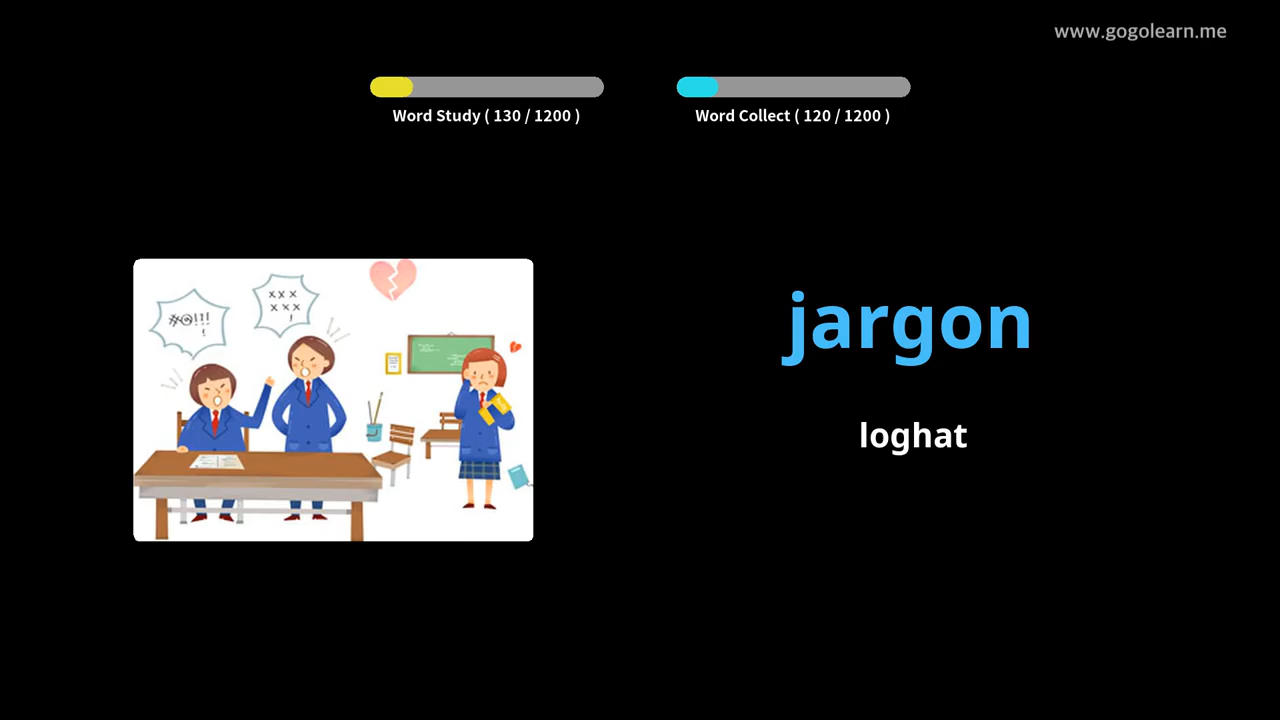 www.gogolearn.me
Word Study ( 130 / 1200 )
Word Collect ( 120 / 1200 )
#@!!!
!
x x x
x x x
!
jargon
loghat